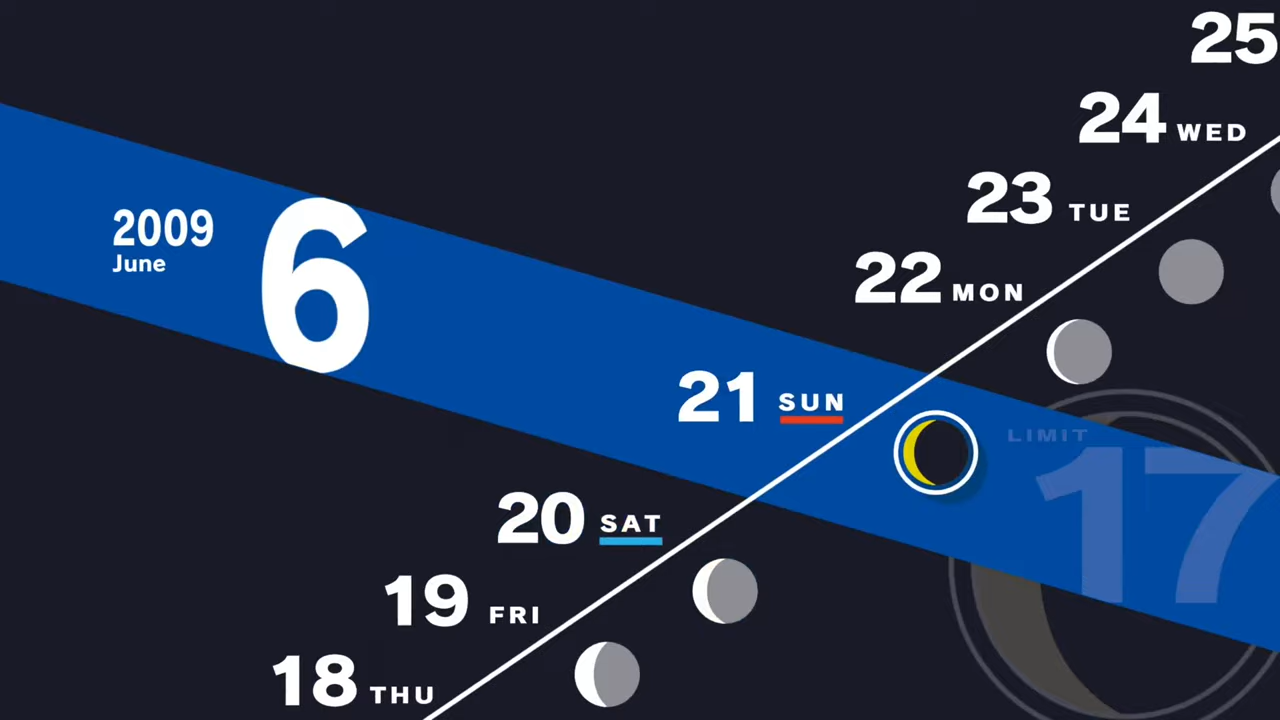 25
24 WED
23 TUE
2009
June
6
22 MON
21 SUN
LIMIT
17
20 SAT
19 FRI
18 THU